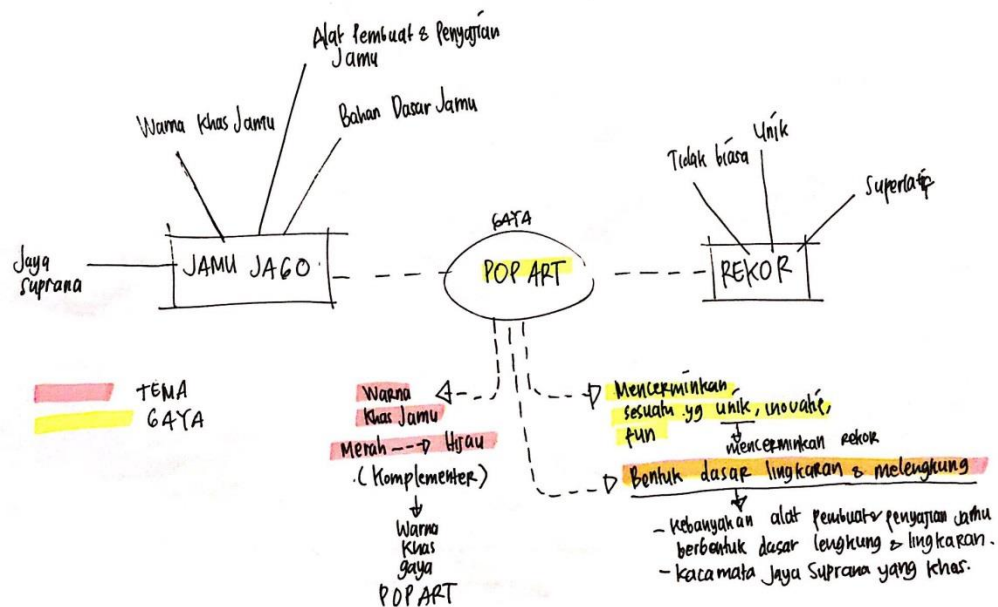 Alat Pembuat & Penyajian
Jamu
Warna Khas Jamu
Bahan Dasar Jamu
Jaya
Suprana
JAMU JAGO
GAYA
POP ART
Tidak biasa
Unik
Superlatif
REKOR
TEMA
GAYA
Warna
Khas Jamu
Merah ---> Hijau
(Komplementer)
Warna
Khas
gaya
POP ART
Mencerminkan
sesuatu yg unik, inovatif,
fun
mencerminkan rekor
Bentuk dasar lingkaran & melengkung
- Kebanyakan alat pembuat & penyajian jamu
berbentuk dasar lengkung & lingkaran.
- Kacamata Jaya Suprana yang khas.